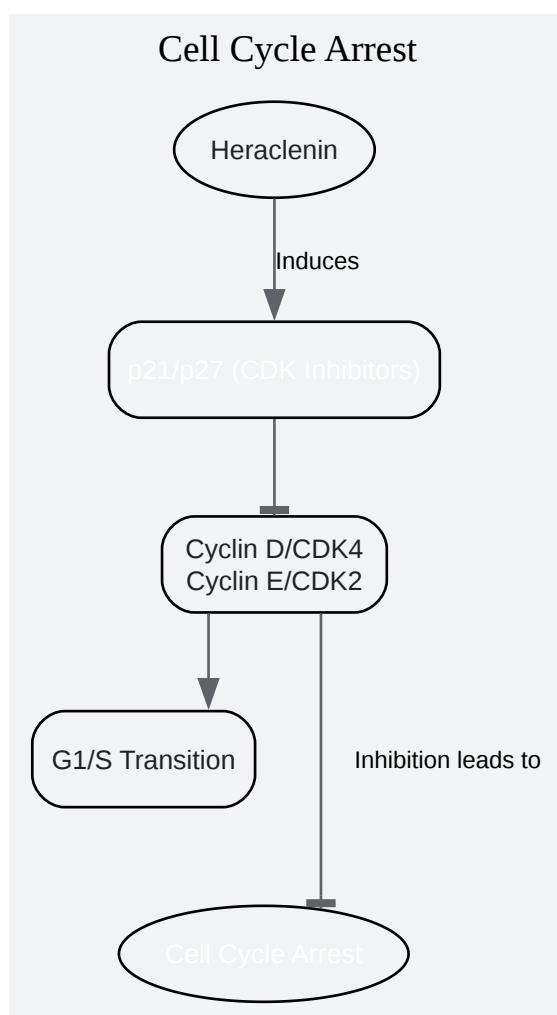 Cell Cycle Arrest
Heraclenin
Induces
p21/p27 (CDK Inhibitors)
Cyclin D/CDK4
Cyclin E/CDK2
G1/S Transition
Inhibition leads to
Cell Cycle Arrest